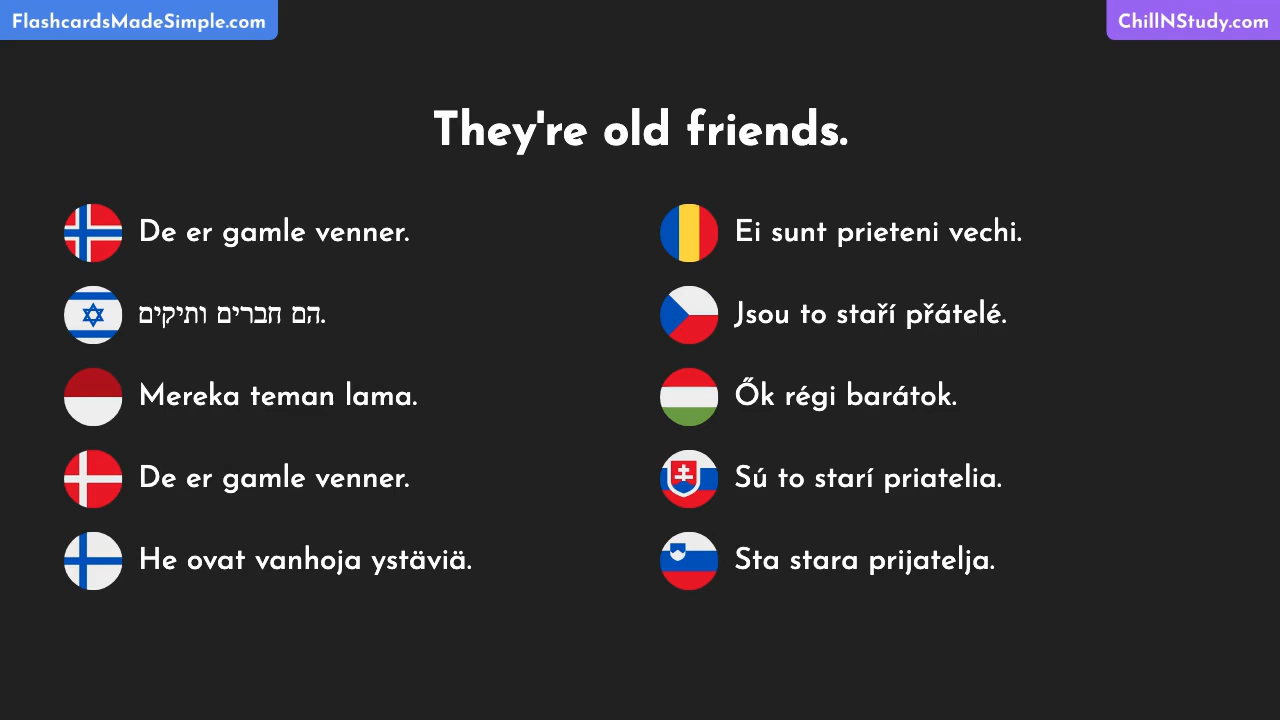 FlashcardsMadeSimple.com
ChillNStudy.com
They're old friends.
De er gamle venner.
הם חברים ותיקים.
Mereka teman lama.
De er gamle venner.
He ovat vanhoja ystäviä.
Ei sunt prieteni vechi.
Jsou to staří přátelé.
Ők régi barátok.
Sú to starí priatelia.
Sta stara prijatelja.